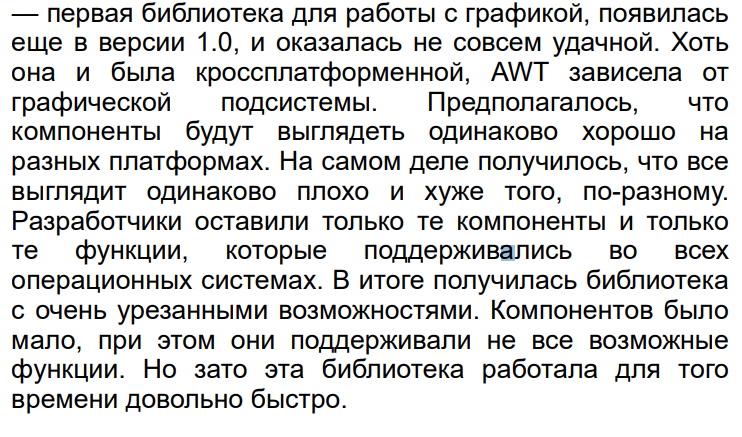 — первая библиотека для работы с графикой, появилась
еще в версии 1.0, и оказалась не совсем удачной. Хоть
она и была кроссплатформенной, AWT зависела от
графической подсистемы. Предполагалось, что
компоненты будут выглядеть одинаково хорошо на
разных платформах. На самом деле получилось, что все
выглядит одинаково плохо и хуже того, по-разному.
Разработчики оставили только те компоненты и только
те функции, которые поддерживались во всех
операционных системах. В итоге получилась библиотека
с очень урезанными возможностями. Компонентов было
мало, при этом они поддерживали не все возможные
функции. Но зато эта библиотека работала для того
времени довольно быстро.